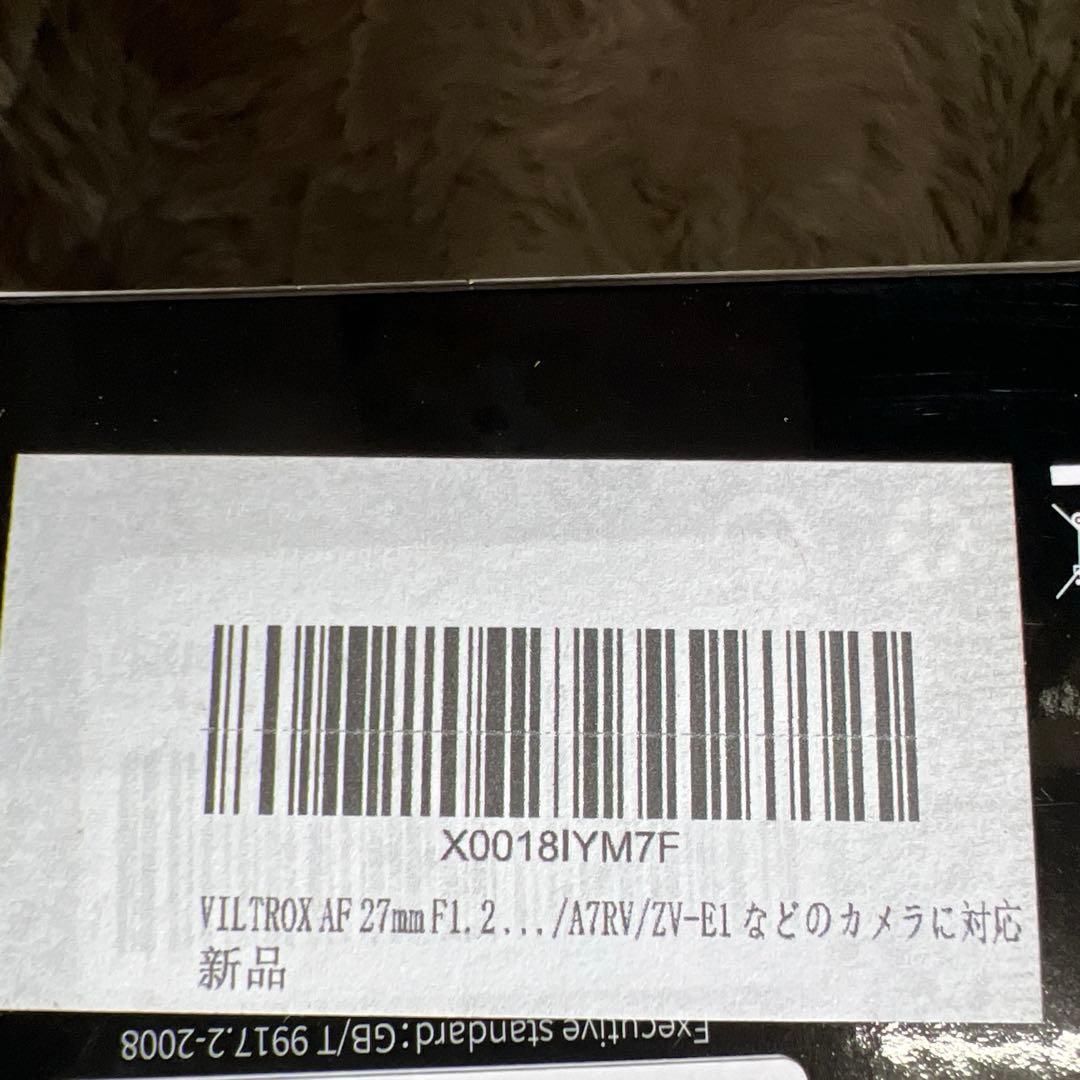 X0018IYM7F
VILTROX AF 27mm F1.2.../A7RV/ZV-E1 などのカメラに対応
新品
Executive standard:GB/T 9917.2-2008